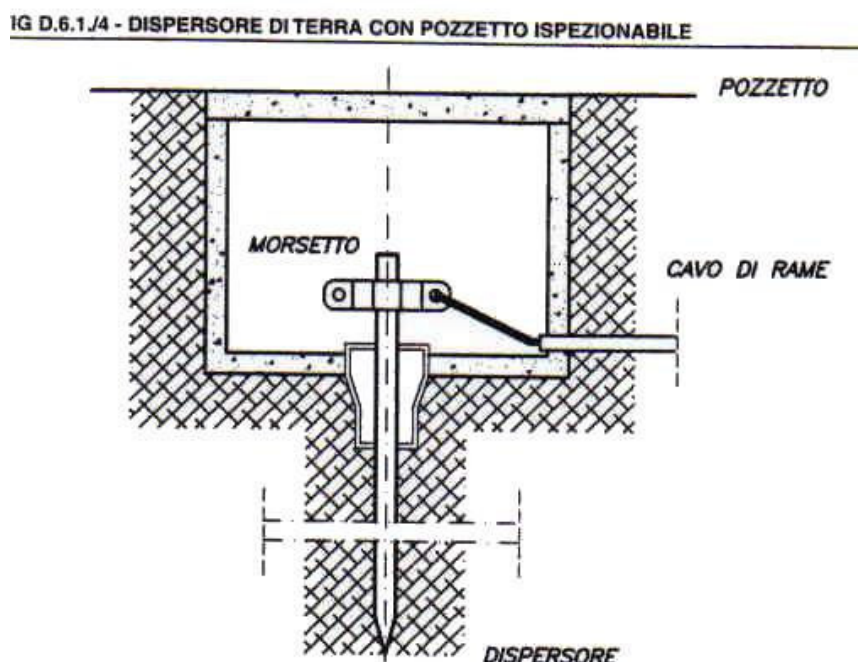 IG D.6.1./4 - DISPERSORE DI TERRA CON POZZETTO ISPEZIONABILE
POZZETTO
MORSETTO
CAVO DI RAME
DISPERSORE